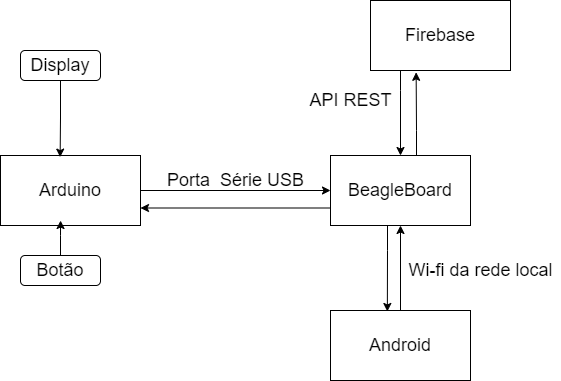 Firebase
Display
API REST
Arduino
Porta  Série USB
BeagleBoard
Botão
Wi-fi da rede local
Android